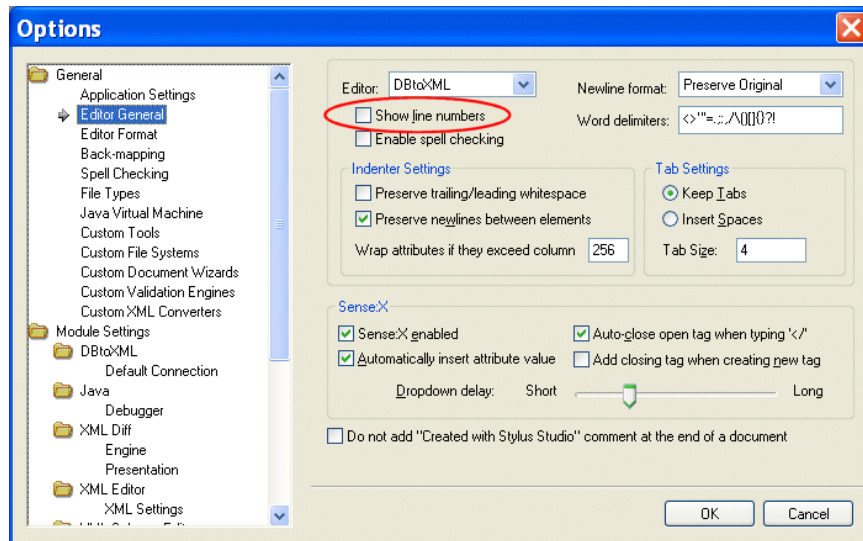 Options
General
Application Settings
Editor General
Editor Format
Back-mapping
Spell Checking
File Types
Java Virtual Machine
Custom Tools
Custom File Systems
Custom Document Wizards
Custom Validation Engines
Custom XML Converters
Module Settings
DBtoXML
Default Connection
Java
Debugger
XML Diff
Engine
Presentation
XML Editor
XML Settings
Editor: DBtoXML
Newline format: Preserve Original
Show line numbers
Word delimiters:
Enable spell checking
Indenter Settings
Preserve trailing/leading whitespace
Preserve newlines between elements
Wrap attributes if they exceed column 256
Tab Settings
Keep Tabs
Insert Spaces
Tab Size: 4
Sense:X
Sense:X enabled
Auto-close open tag when typing '</'
Automatically insert attribute value
Add closing tag when creating new tag
Dropdown delay: Short Long
Do not add "Created with Stylus Studio" comment at the end of a document
OK Cancel